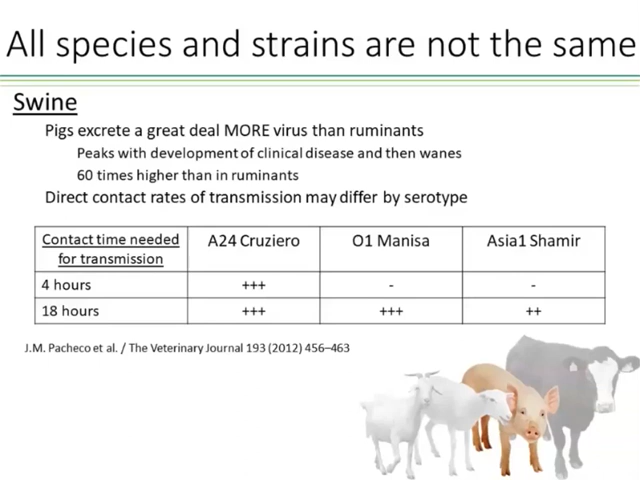 All species and strains are not the same
Swine
Pigs excrete a great deal MORE virus than ruminants
Peaks with development of clinical disease and then wanes
60 times higher than in ruminants
Direct contact rates of transmission may differ by serotype
Contact time needed for transmission A24 Cruziero O1 Manisa Asia1 Shamir
4 hours +++ - -
18 hours +++ +++ ++
J.M. Pacheco et al. / The Veterinary Journal 193 (2012) 456–463